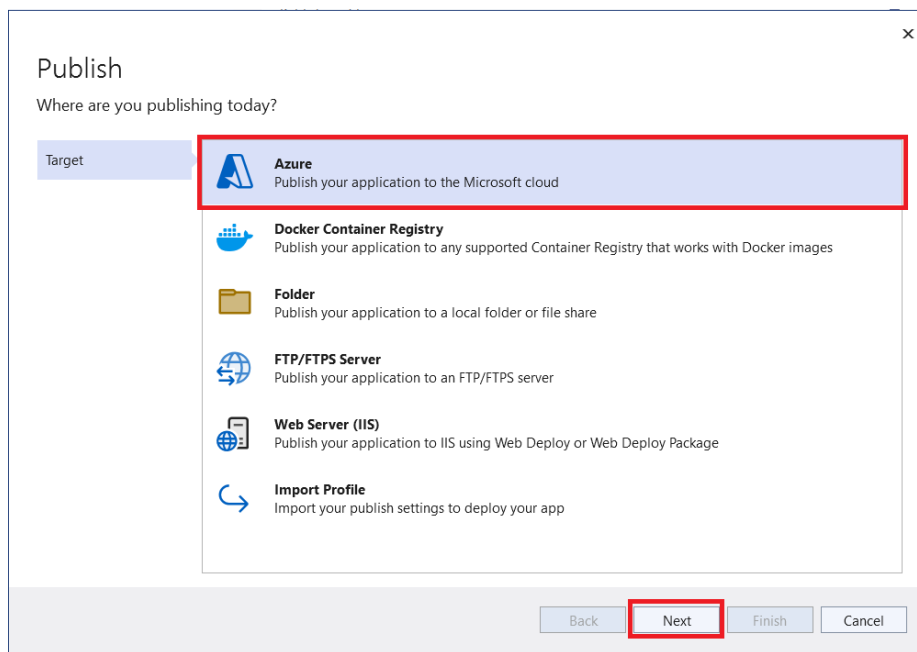 Publish
Where are you publishing today?
Target
Azure
Publish your application to the Microsoft cloud
Docker Container Registry
Publish your application to any supported Container Registry that works with Docker images
Folder
Publish your application to a local folder or file share
FTP/FTPS Server
Publish your application to an FTP/FTPS server
Web Server (IIS)
Publish your application to IIS using Web Deploy or Web Deploy Package
Import Profile
Import your publish settings to deploy your app
Back Next Finish Cancel